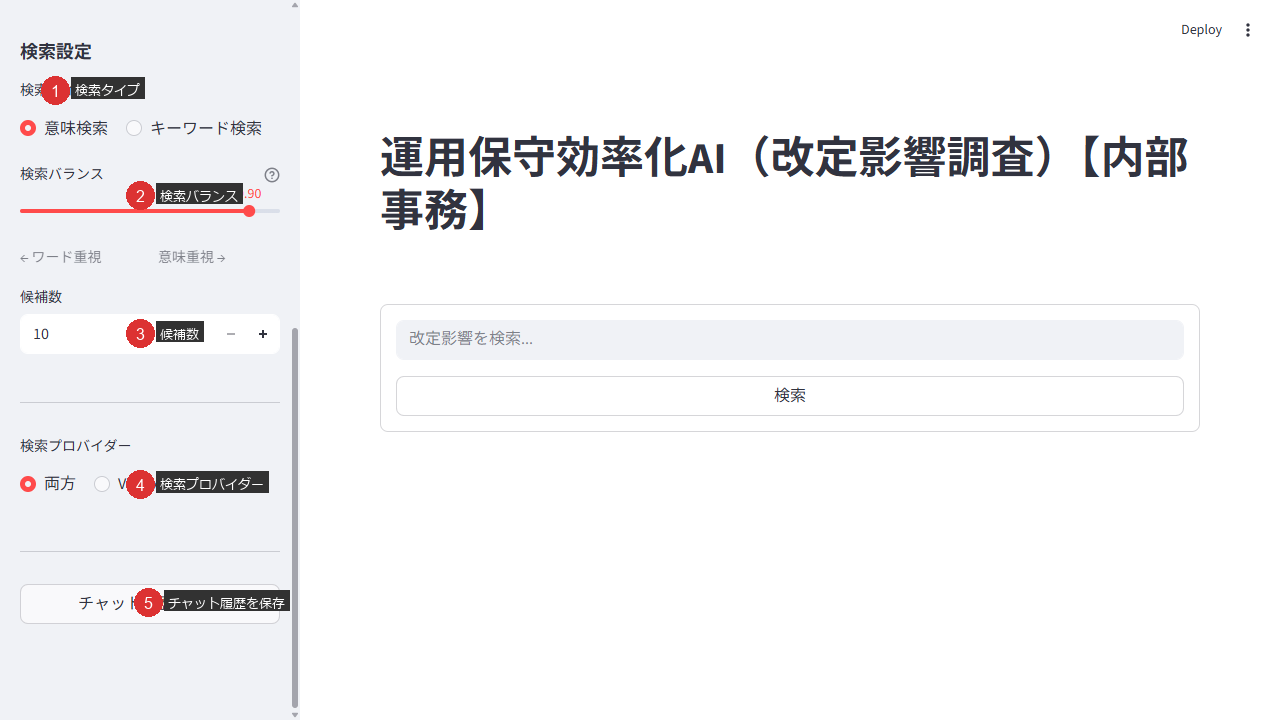 検索設定
検索
1 検索タイプ
意味検索 キーワード検索
検索バランス
2 検索バランス .90
← ワード重視 意味重視 →
候補数
10 3 候補数 − +
検索プロバイダー
両方 V 4 検索プロバイダー
チャット 5 チャット履歴を保存
Deploy
運用保守効率化AI（改定影響調査）【内部
事務】
改定影響を検索...
検索